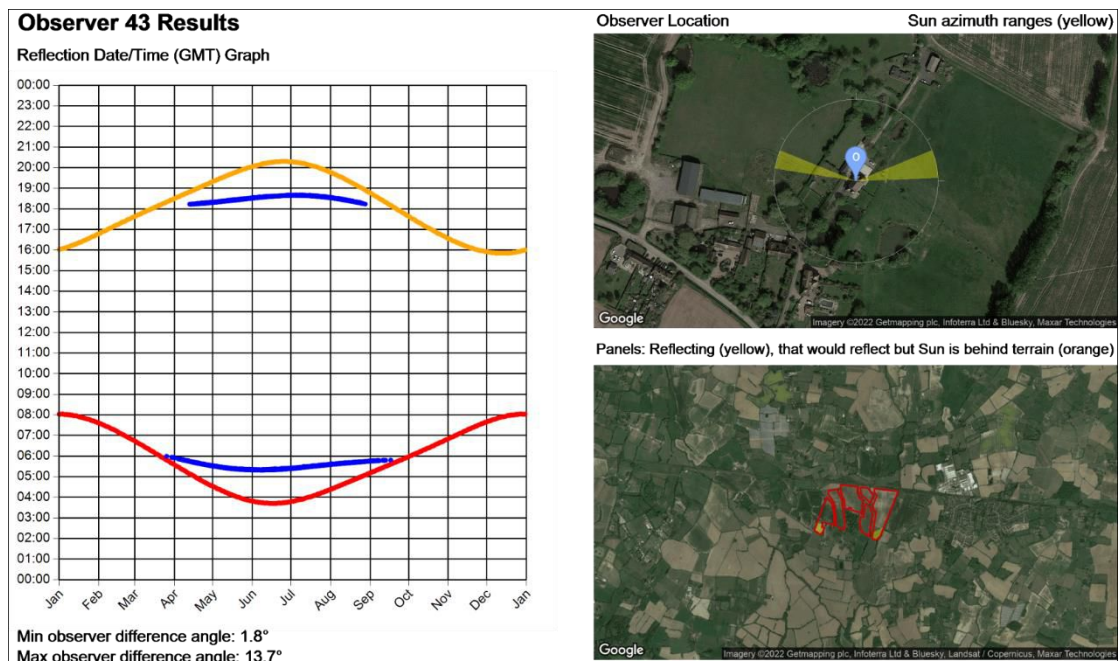 Observer 43 Results
Reflection Date/Time (GMT) Graph
00:00
23:00
22:00
21:00
20:00
19:00
18:00
17:00
16:00
15:00
14:00
13:00
12:00
11:00
10:00
09:00
08:00
07:00
06:00
05:00
04:00
03:00
02:00
01:00
00:00
Jan Feb Mar Apr May Jun Jul Aug Sep Oct Nov Dec Jan
Min observer difference angle: 1.8°
Max observer difference angle: 13.7°
Observer Location Sun azimuth ranges (yellow)
O
Google Imagery ©2022 Getmapping plc, Infoterra Ltd & Bluesky, Maxar Technologies
Panels: Reflecting (yellow), that would reflect but Sun is behind terrain (orange)
Google Imagery ©2022 Getmapping plc, Infoterra Ltd & Bluesky, Landsat / Copernicus, Maxar Technologies